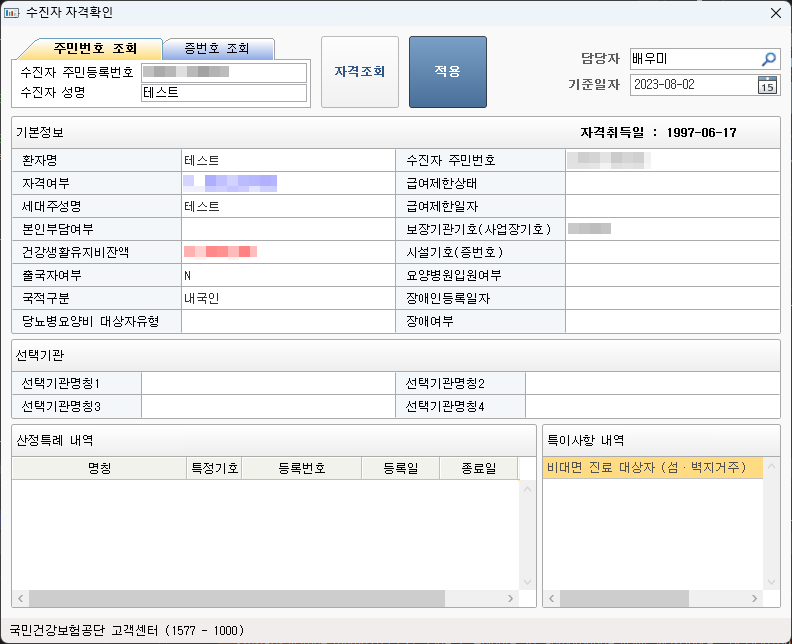 수진자 자격확인
주민번호 조회 증번호 조회
수진자 주민등록번호
수진자 성명 테스트
자격조회 적용
담당자 배우미
기준일자 2023-08-02 15
기본정보 자격취득일 : 1997-06-17
환자명 테스트 수진자 주민번호
자격여부 급여제한상태
세대주성명 테스트 급여제한일자
본인부담여부 보장기관기호(사업장기호)
건강생활유지비잔액 시설기호(증번호)
출국자여부 N 요양병원입원여부
국적구분 내국인 장애인등록일자
당뇨병요양비 대상자유형 장애여부
선택기관
선택기관명칭1 선택기관명칭2
선택기관명칭3 선택기관명칭4
산정특례 내역 특이사항 내역
명칭 특정기호 등록번호 등록일 종료일
비대면 진료 대상자 (섬·벽지거주)
국민건강보험공단 고객센터 (1577 - 1000)